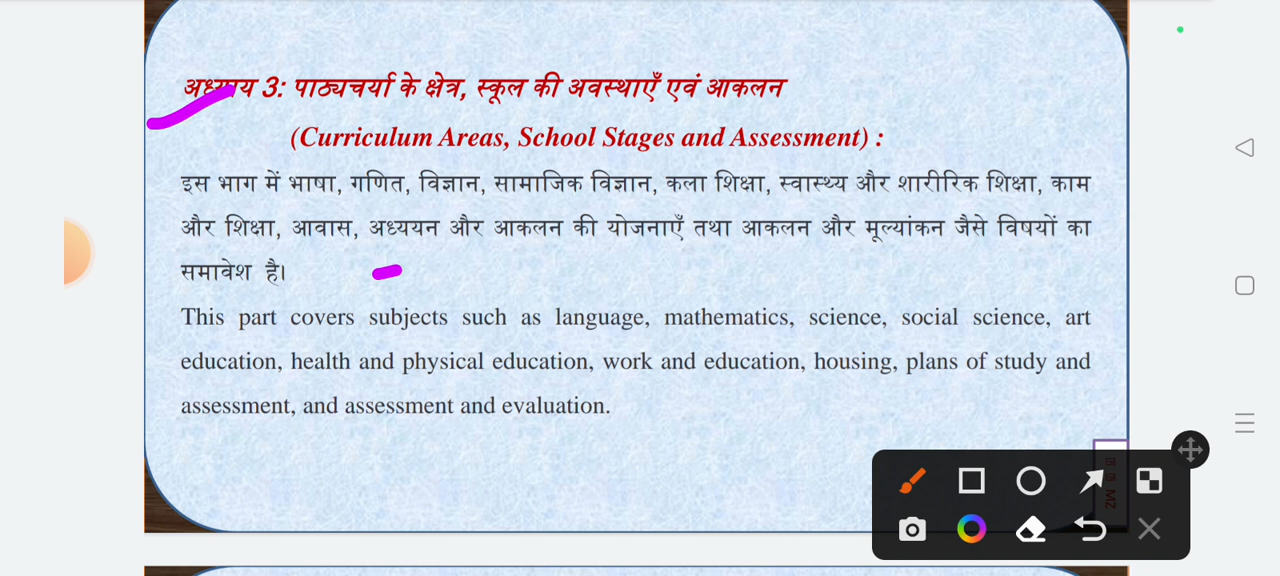 अध्याय 3: पाठ्यचर्या के क्षेत्र, स्कूल की अवस्थाएँ एवं आकलन
(Curriculum Areas, School Stages and Assessment) :
इस भाग में भाषा, गणित, विज्ञान, सामाजिक विज्ञान, कला शिक्षा, स्वास्थ्य और शारीरिक शिक्षा, काम
और शिक्षा, आवास, अध्ययन और आकलन की योजनाएँ तथा आकलन और मूल्यांकन जैसे विषयों का
समावेश है।
This part covers subjects such as language, mathematics, science, social science, art
education, health and physical education, work and education, housing, plans of study and
assessment, and assessment and evaluation.